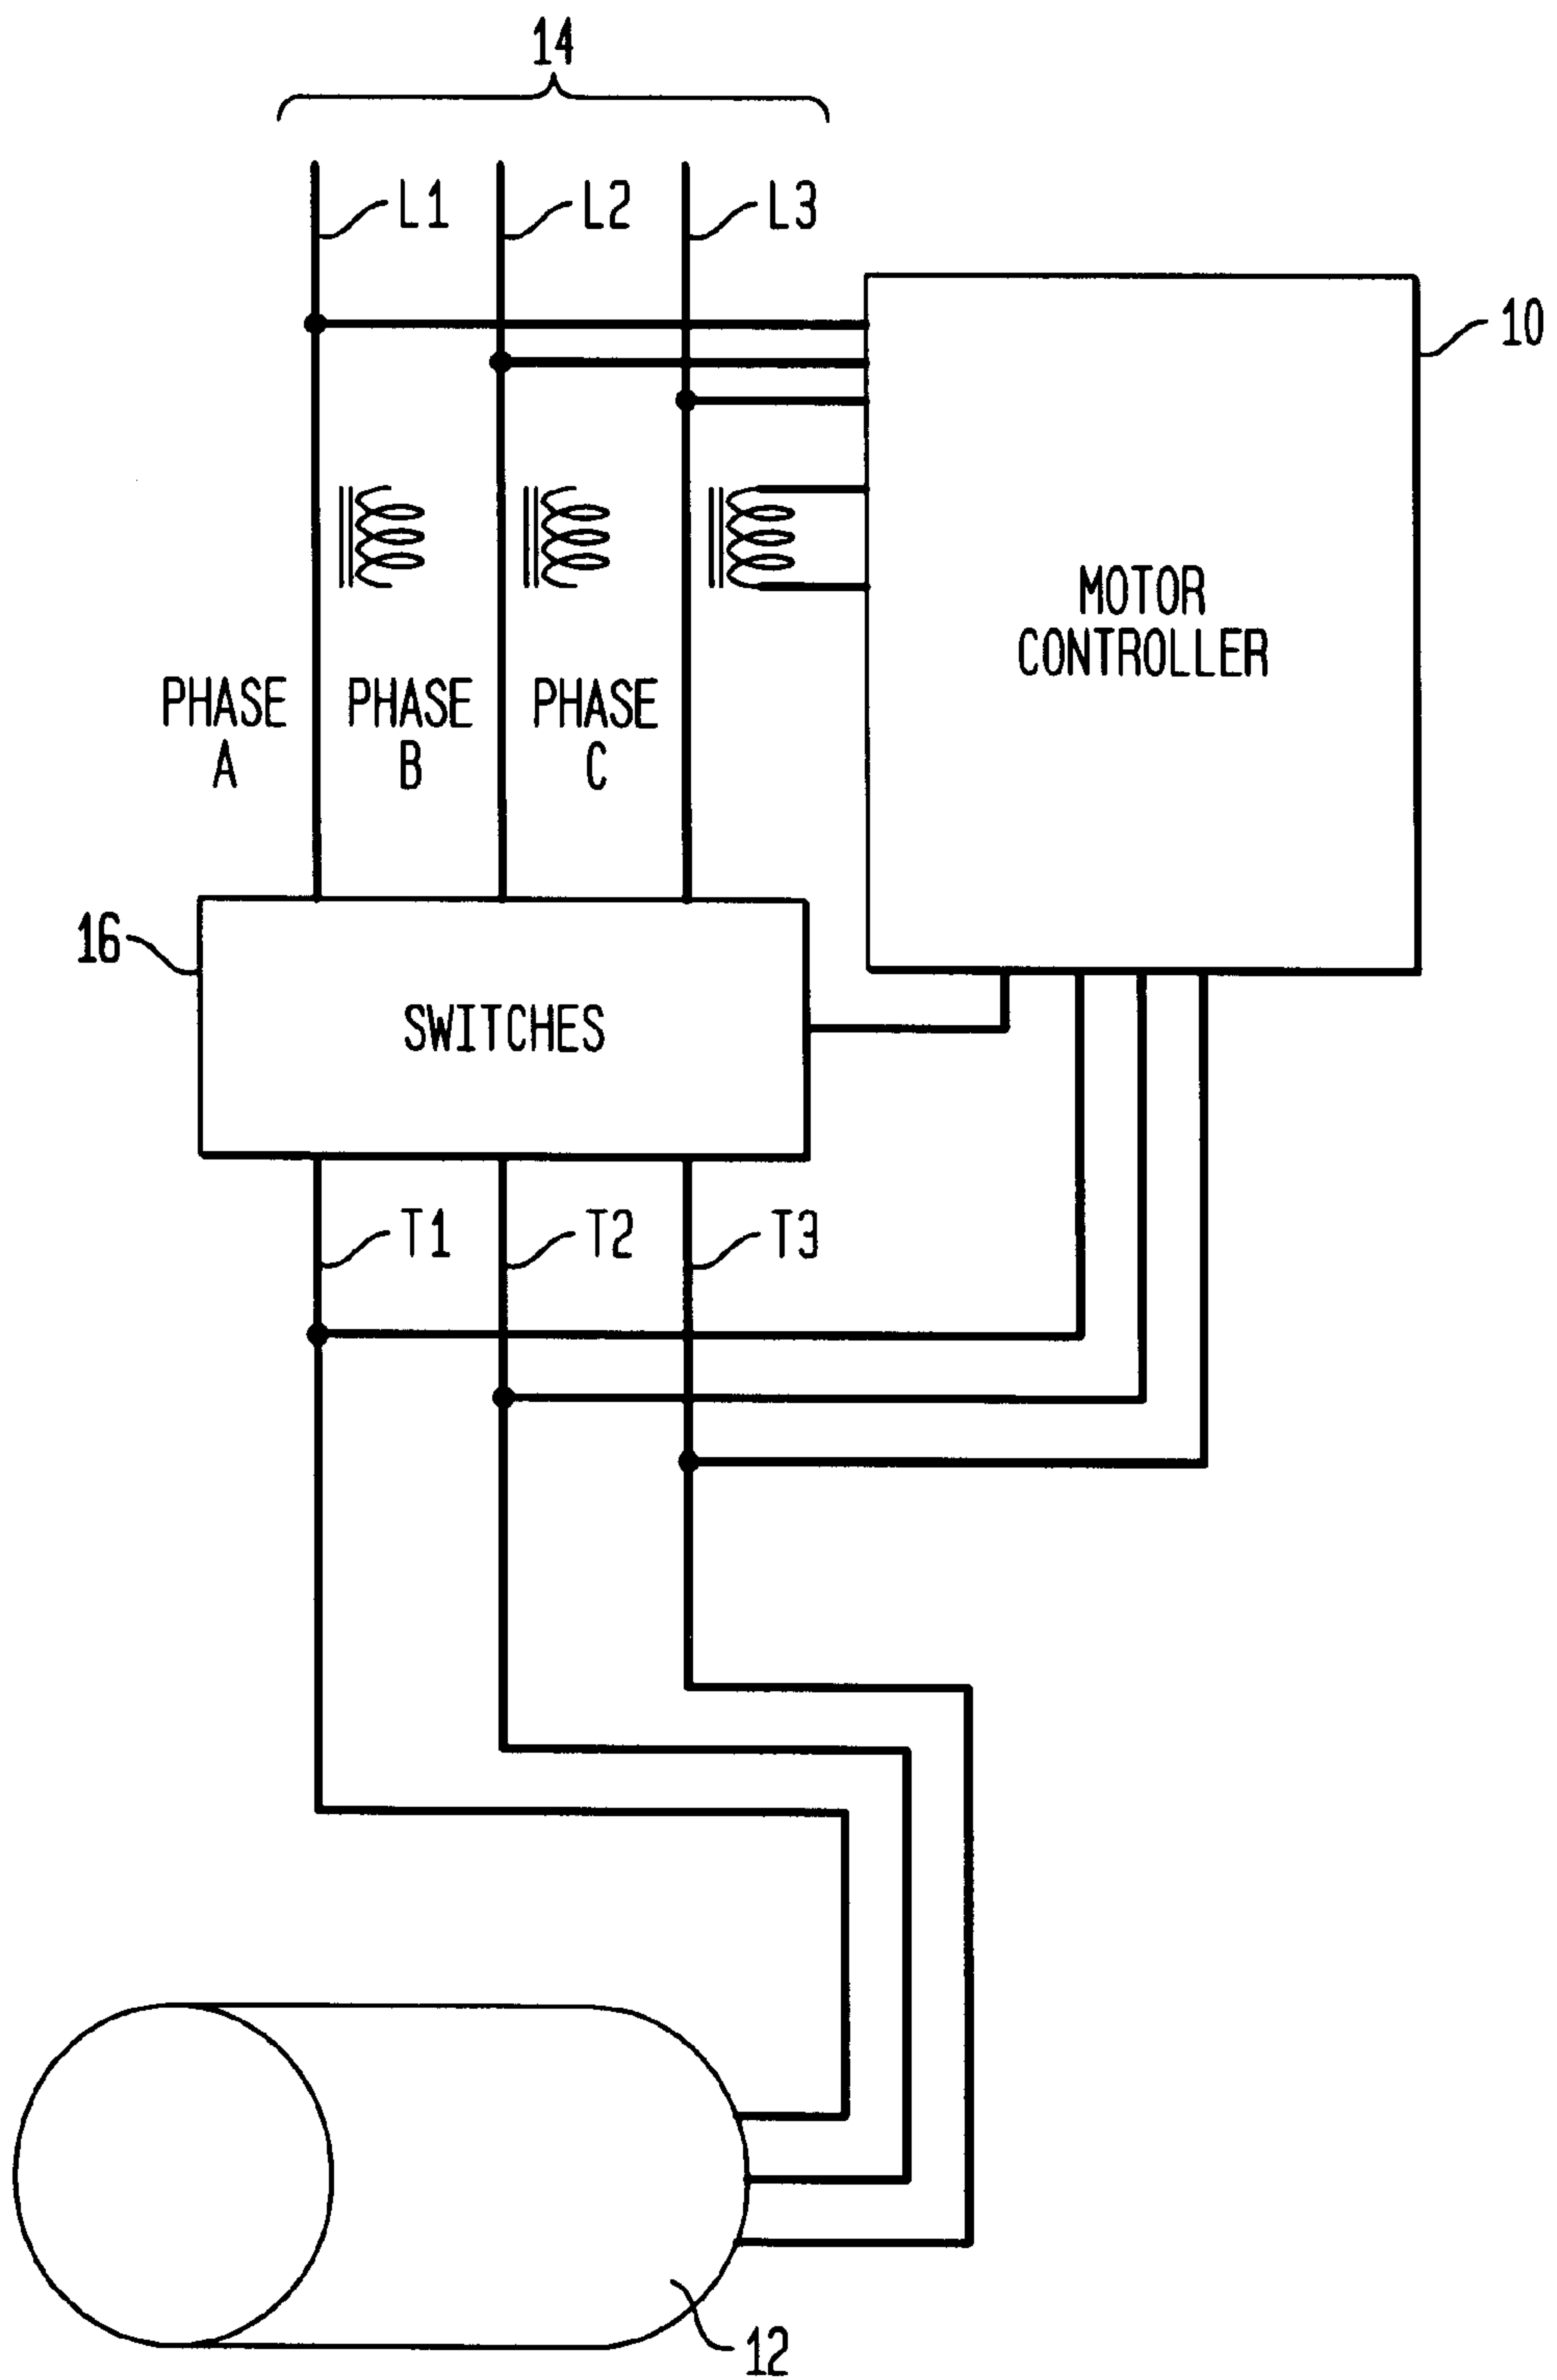 14
L1
L2
L3
10
MOTOR
CONTROLLER
PHASE
A
PHASE
B
PHASE
C
16
SWITCHES
T1
T2
T3
12